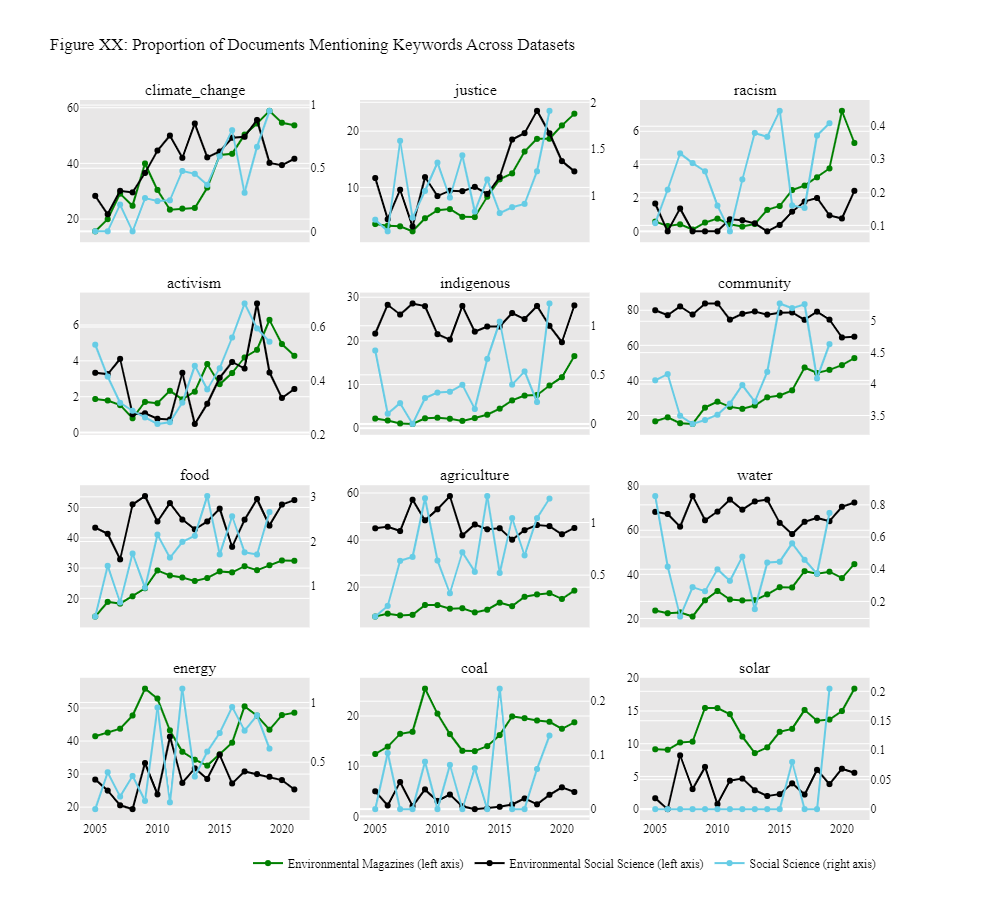 Figure XX: Proportion of Documents Mentioning Keywords Across Datasets
climate_change justice racism
60 40 20
1 0.5 0
20 10
2 1.5 1
6 4 2 0
0.4 0.3 0.2 0.1
activism indigenous community
6 4 2 0
0.6 0.4 0.2
30 20 10 0
1 0.5 0
80 60 40 20
5 4.5 4 3.5
food agriculture water
50 40 30 20
3 2 1
60 40 20
1 0.5
80 60 40 20
0.8 0.6 0.4 0.2
energy coal solar
50 40 30 20
1 0.5
20 10 0
0.2 0.1 0
20 15 10 5 0
0.2 0.15 0.1 0.05 0
2005 2010 2015 2020 2005 2010 2015 2020 2005 2010 2015 2020
Environmental Magazines (left axis) Environmental Social Science (left axis) Social Science (right axis)